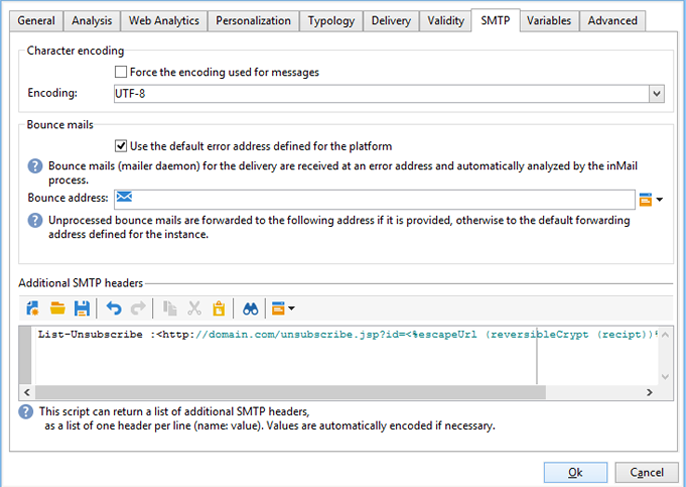 General Analysis Web Analytics Personalization Typology Delivery Validity SMTP Variables Advanced
Character encoding
Force the encoding used for messages
Encoding: UTF-8
Bounce mails
Use the default error address defined for the platform
Bounce mails (mailer daemon) for the delivery are received at an error address and automatically analyzed by the inMail
process.
Bounce address:
Unprocessed bounce mails are forwarded to the following address if it is provided, otherwise to the default forwarding
address defined for the instance.
Additional SMTP headers
List-Unsubscribe :<http://domain.com/unsubscribe.jsp?id=<%escapeUrl (reversibleCrypt (recipt))
This script can return a list of additional SMTP headers,
as a list of one header per line (name: value). Values are automatically encoded if necessary.
Ok Cancel